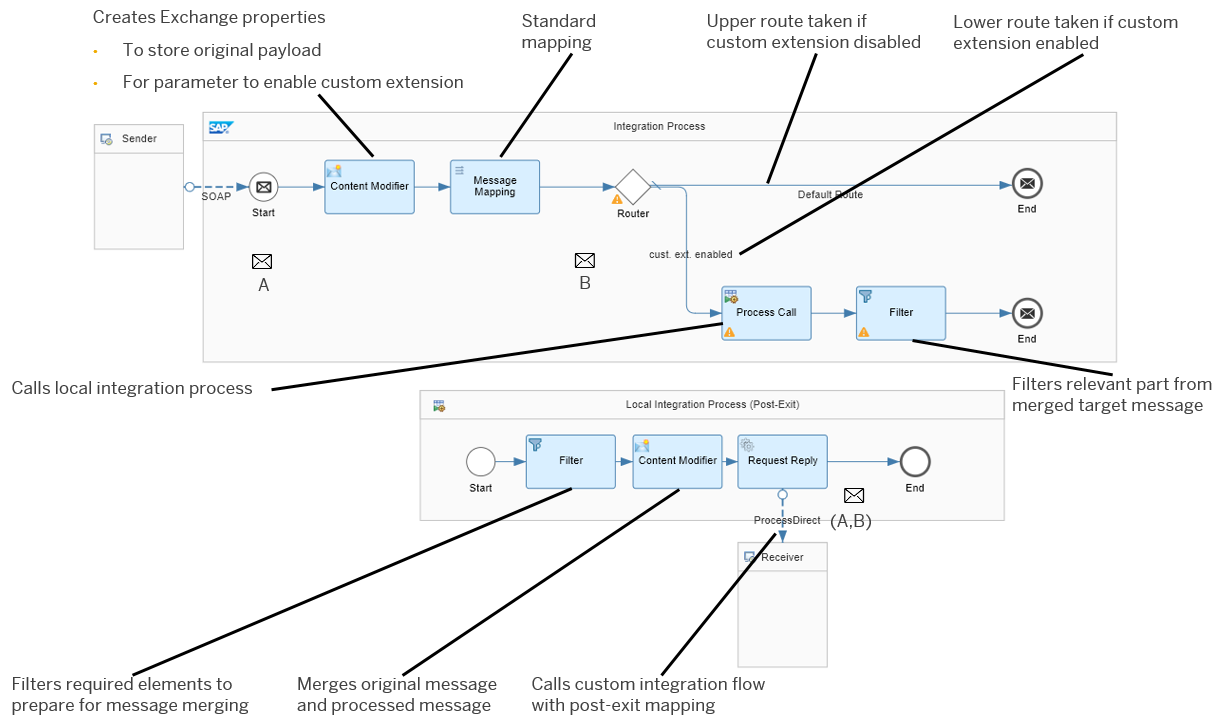 Creates Exchange properties
• To store original payload
• For parameter to enable custom extension
Standard
mapping
Upper route taken if
custom extension disabled
Lower route taken if custom
extension enabled
SAP
Integration Process
Sender
SOAP
Start
Content Modifier
Message
Mapping
Router
Default Route
End
cust. ext. enabled
A
B
Process Call
Filter
End
Calls local integration process
Filters relevant part from
merged target message
Local Integration Process (Post-Exit)
Start
Filter
Content Modifier
Request Reply
End
ProcessDirect
(A,B)
Receiver
Filters required elements to
prepare for message merging
Merges original message
and processed message
Calls custom integration flow
with post-exit mapping